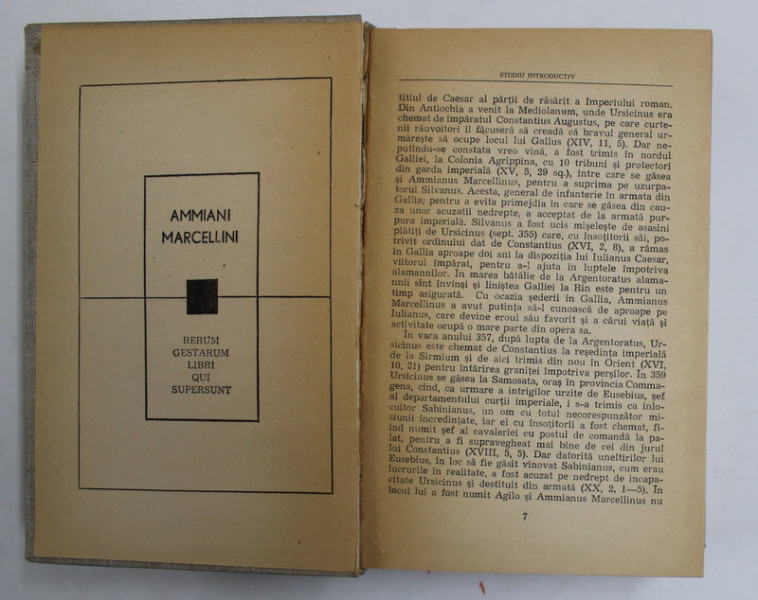 AMMIANI
MARCELLINI
RERUM
GESTARUM
LIBRI
QUI
SUPERSUNT
STUDIU INTRODUCTIV
titlul de Caesar al părții de răsărit a Imperiului roman.
Din Antiochia a venit la Mediolanum, unde Ursicinus era
chemat de împăratul Constantius Augustus, pe care curte-
nii răuvoitori îl făcuseră să creadă că bravul general ur-
mărește să ocupe locul lui Gallus (XIV, 11, 5). Dar ne-
putîndu-se constata vreo vină, a fost trimis în nordul
Galliei, la Colonia Agrippina, cu 10 tribuni și protectori
din garda imperială (XV, 5, 29 sq.), între care se găsea
și Ammianus Marcellinus, pentru a suprima pe uzurpa-
torul Silvanus. Acesta, general de infanterie în armata din
Gallia; pentru a evita primejdia în care se găsea din cau-
za unor acuzații nedrepte, a acceptat de la armată pur-
pura imperială. Silvanus a fost ucis mișelește de asasini
plătiți de Ursicinus (sept. 355) care, cu însoțitorii săi, po-
trivit ordinului dat de Constantius (XVI, 2, 8), a rămas
în Gallia aproape doi ani la dispoziția lui Iulianus Caesar,
viitorul împărat, pentru a-l ajuta în luptele împotriva
alamannilor. În marea bătălie de la Argentoratus alama-
nnii sînt învinși și liniștea Galliei la Rin este pentru un
timp asigurată. Cu ocazia șederii în Gallia, Ammianus
Marcellinus a avut putința să-l cunoască de aproape pe
Iulianus, care devine eroul său favorit și a cărui viață și
activitate ocupă o mare parte din opera sa.
În vara anului 357, după lupta de la Argentoratus, Ur-
sicinus este chemat de Constantius la reședința imperială
de la Sirmium și de aici trimis din nou în Orient (XVI,
10, 21) pentru întărirea graniței împotriva perșilor. În 359
Ursicinus se găsea la Samosata, oraș în provincia Comma-
gena, cînd, ca urmare a intrigilor urzite de Eusebius, șef
al departamentului curții imperiale, i s-a trimis ca înlo-
cuitor Sabinianus, un om cu totul necorespunzător mi-
siunii încredințate, iar el cu însoțitorii a fost chemat, fi-
ind numit șef al cavaleriei cu postul de comandă la pa-
lat, pentru a fi supravegheat mai bine de cei din jurul
lui Constantius (XVIII, 5, 5). Dar datorită uneltirilor lui
Eusebius, în loc să fie găsit vinovat Sabinianus, cum erau
lucrurile în realitate, a fost acuzat pe nedrept de incapa-
citate Ursicinus și destituit din armată (XX, 2, 1—5). În
locul lui a fost numit Agilo și Ammianus Marcellinus nu
7